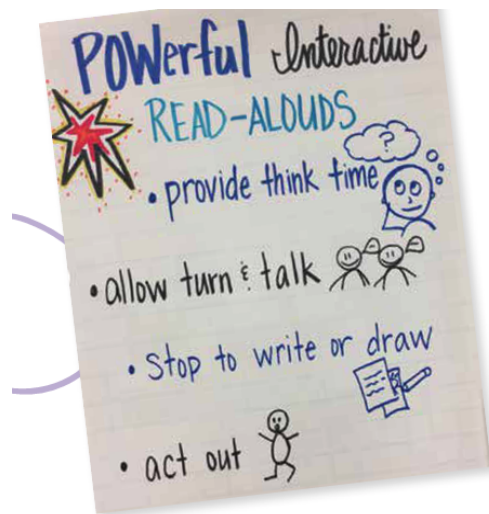 POWerful Interactive
READ-ALOUDS
?
• provide think time
• allow turn & talk
• Stop to write or draw
• act out